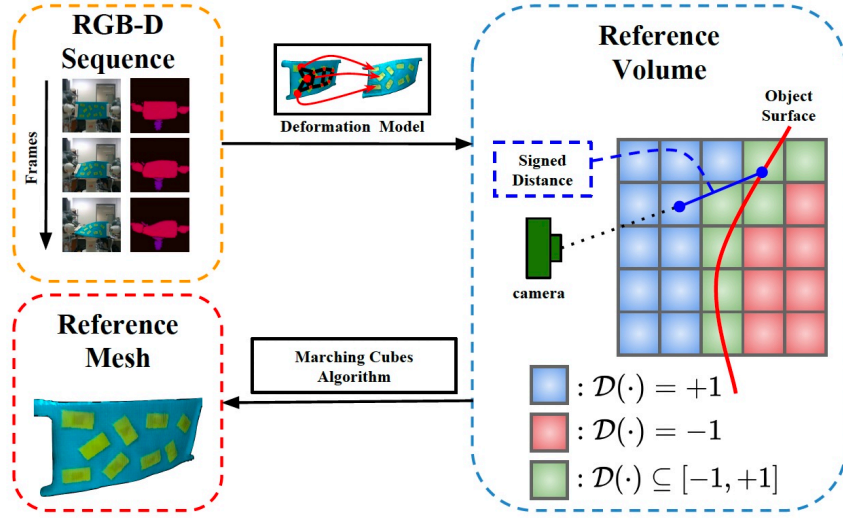 RGB-D
Sequence
Frames
Deformation Model
Reference
Volume
Object
Surface
Signed
Distance
camera
: 𝒟(·) = +1
: 𝒟(·) = −1
: 𝒟(·) ⊆ [−1, +1]
Marching Cubes
Algorithm
Reference
Mesh